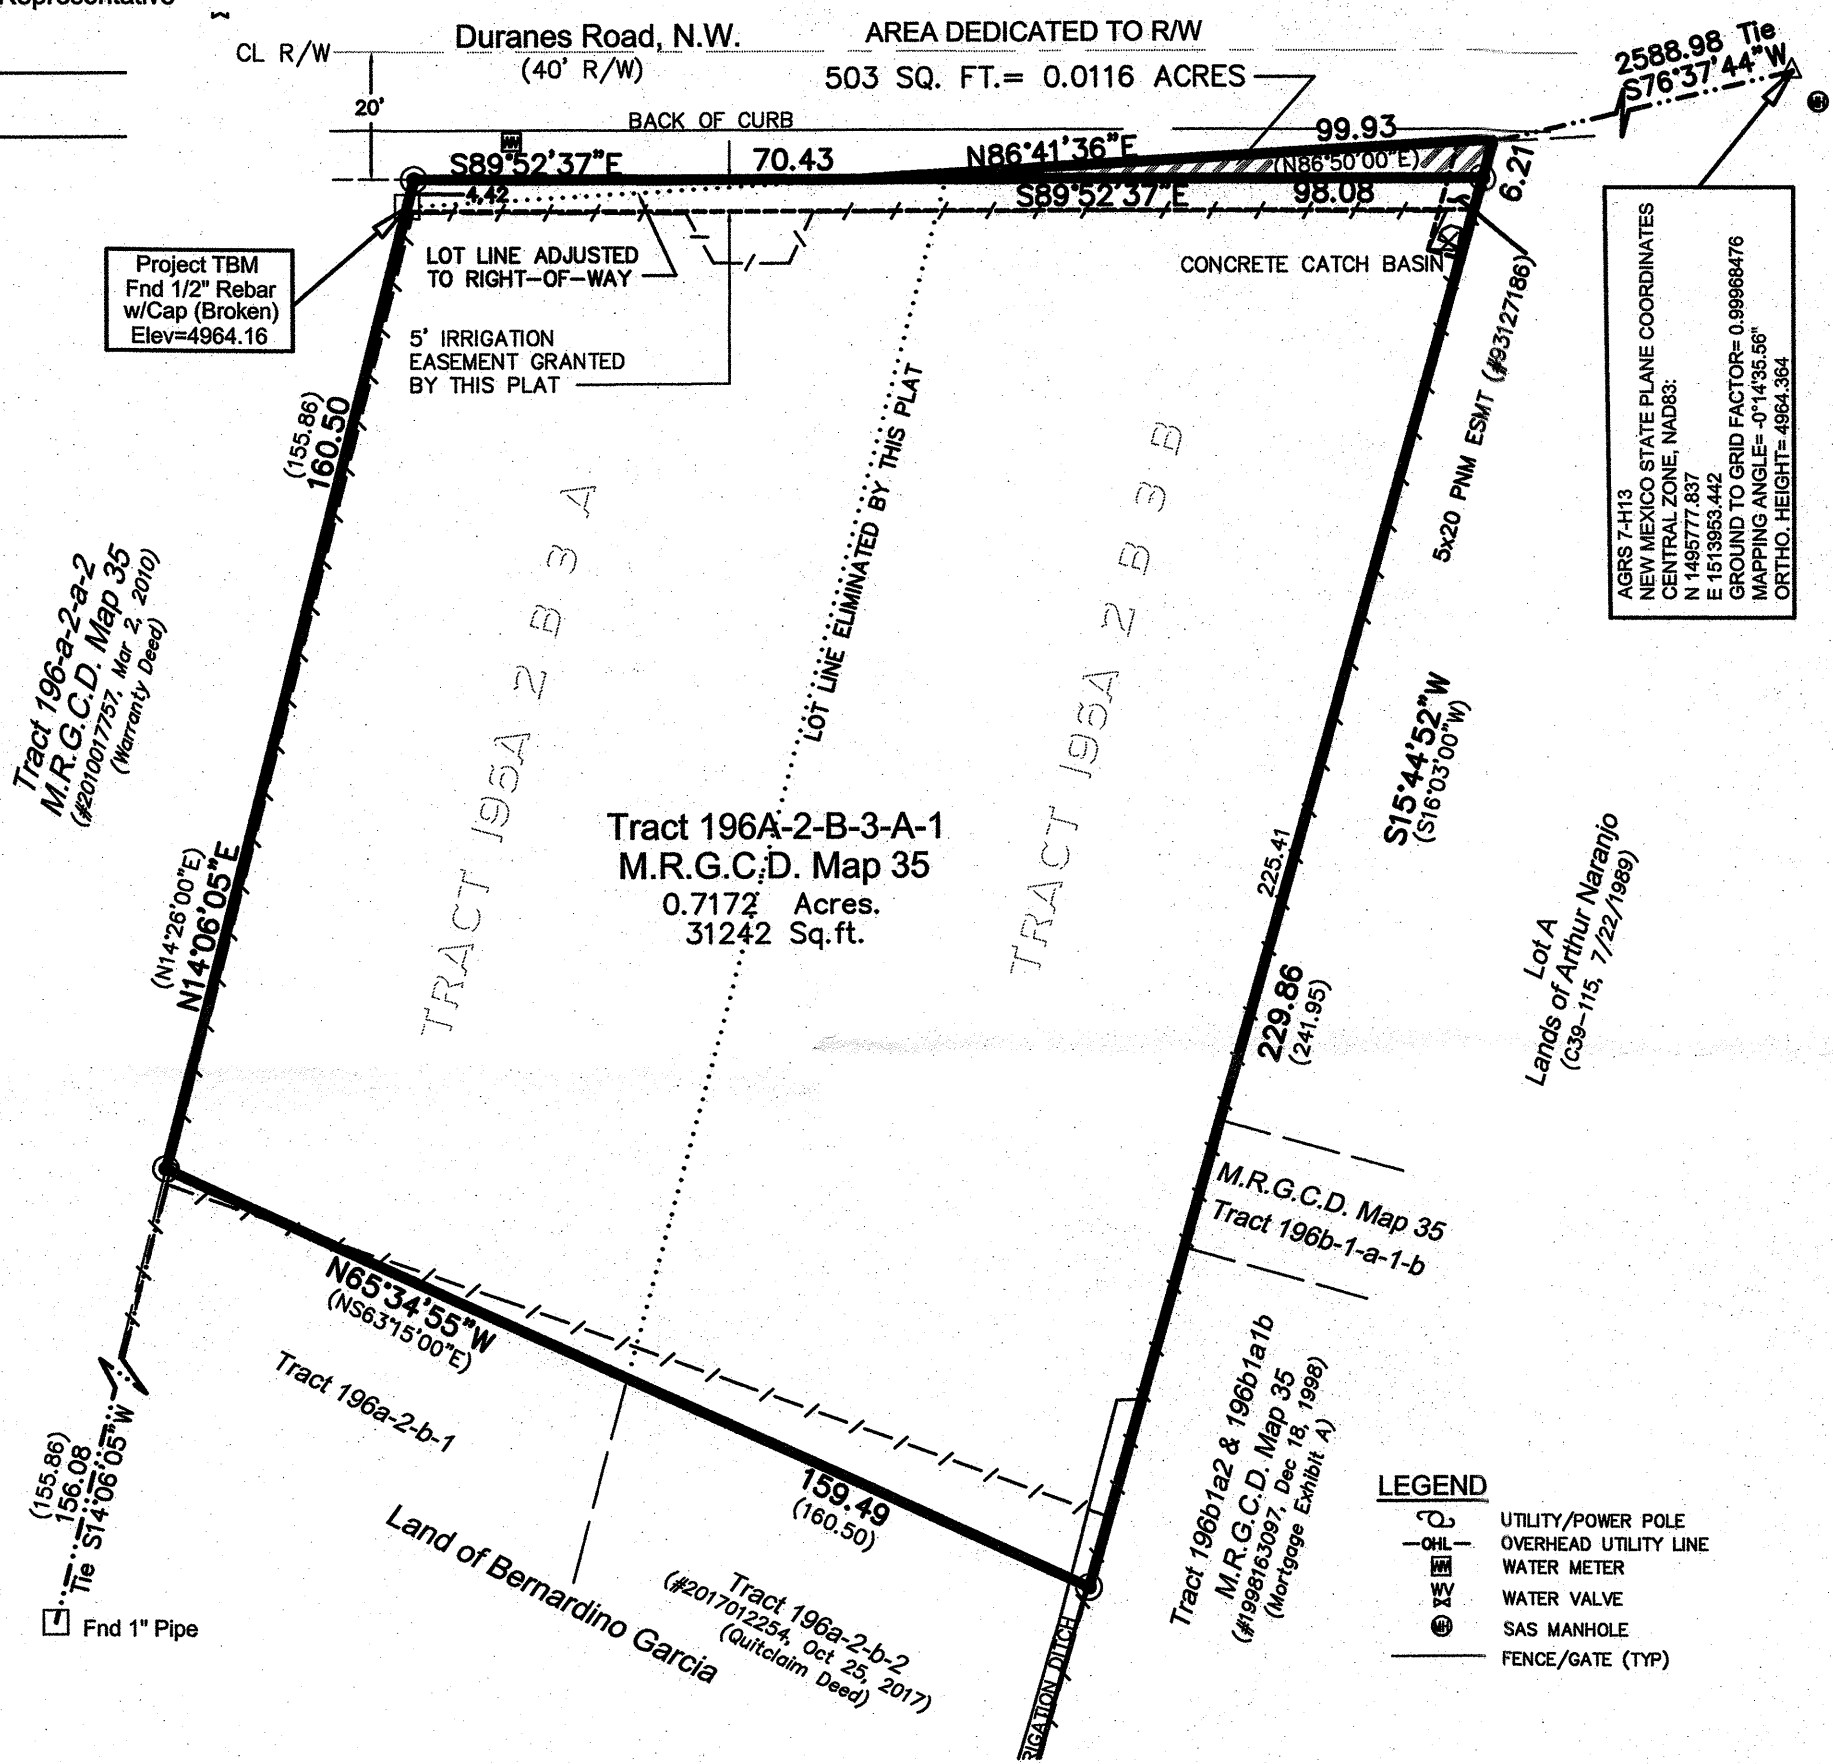 Representative
CL R/W
Duranes Road, N.W.
(40' R/W)
AREA DEDICATED TO R/W
503 SQ. FT.= 0.0116 ACRES
2588.98 Tie
S76°37'44"W
20'
BACK OF CURB
99.93
S89°52'37"E
70.43
N86°41'36"E
(N86°50'00"E)
6.21
4.42
S89°52'37"E
98.08
Project TBM
Fnd 1/2" Rebar
w/Cap (Broken)
Elev=4964.16
LOT LINE ADJUSTED
TO RIGHT-OF-WAY
CONCRETE CATCH BASIN
5' IRRIGATION
EASEMENT GRANTED
BY THIS PLAT
AGRS 7-H13
NEW MEXICO STATE PLANE COORDINATES
CENTRAL ZONE, NAD83:
N 1495777.837
E 1513953.442
GROUND TO GRID FACTOR= 0.99968476
MAPPING ANGLE= -0°14'35.56"
ORTHO. HEIGHT= 4964.364
5x20 PNM ESMT (#93127186)
(155.86)
160.50
LOT LINE ELIMINATED BY THIS PLAT
TRACT 195A 2 B 3 A
TRACT 195A 2 B 3 B
Tract 196-a-2-a-2
M.R.G.C.D. Map 35
(#2010017757, Mar 2, 2010)
(Warranty Deed)
S15°44'52"W
(S16°03'00"W)
Tract 196A-2-B-3-A-1
M.R.G.C.D. Map 35
0.7172 Acres.
31242 Sq.ft.
(N14°26'00"E)
N14°06'05"E
225.41
229.86
(241.95)
Lot A
Lands of Arthur Naranjo
(C39-115, 7/22/1989)
M.R.G.C.D. Map 35
Tract 196b-1-a-1-b
N65°34'55"W
(NS63°15'00"E)
Tract 196a-2-b-1
159.49
(160.50)
Land of Bernardino Garcia
Tract 196a-2-b-2
(#2017012254, Oct 25, 2017)
(Quitclaim Deed)
Tract 196b1a2 & 196b1a1b
M.R.G.C.D. Map 35
(#1998163097, Dec 18, 1998)
(Mortgage Exhibit A)
(155.86)
156.08
Tie S14°06'05"W
Fnd 1" Pipe
RIGATION DITCH
LEGEND
UTILITY/POWER POLE
OHL OVERHEAD UTILITY LINE
WM WATER METER
WV WATER VALVE
MH SAS MANHOLE
FENCE/GATE (TYP)